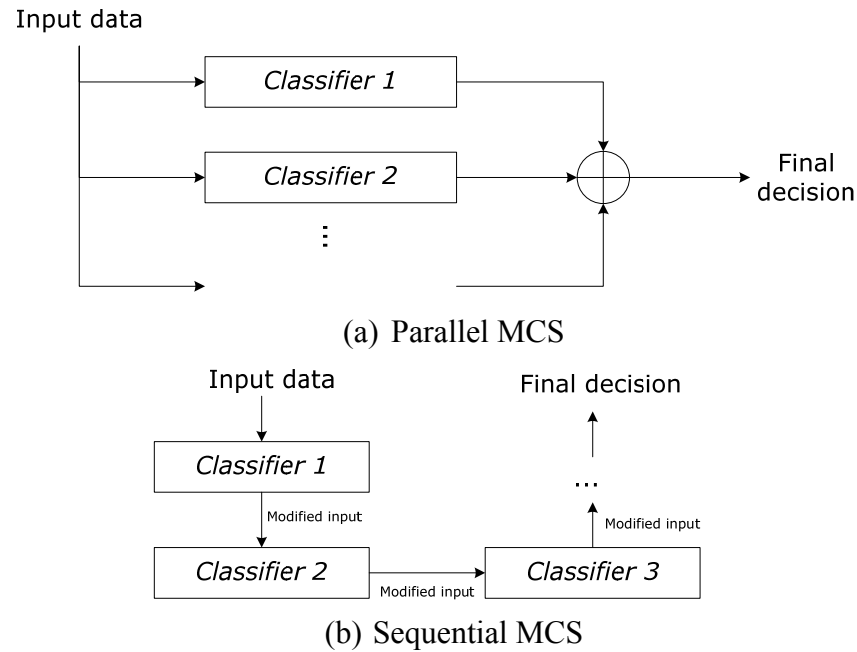 Input data
Classifier 1
Classifier 2
...
Final
decision
(a) Parallel MCS
Input data
Final decision
Classifier 1
...
Modified input
Modified input
Classifier 2
Classifier 3
Modified input
(b) Sequential MCS